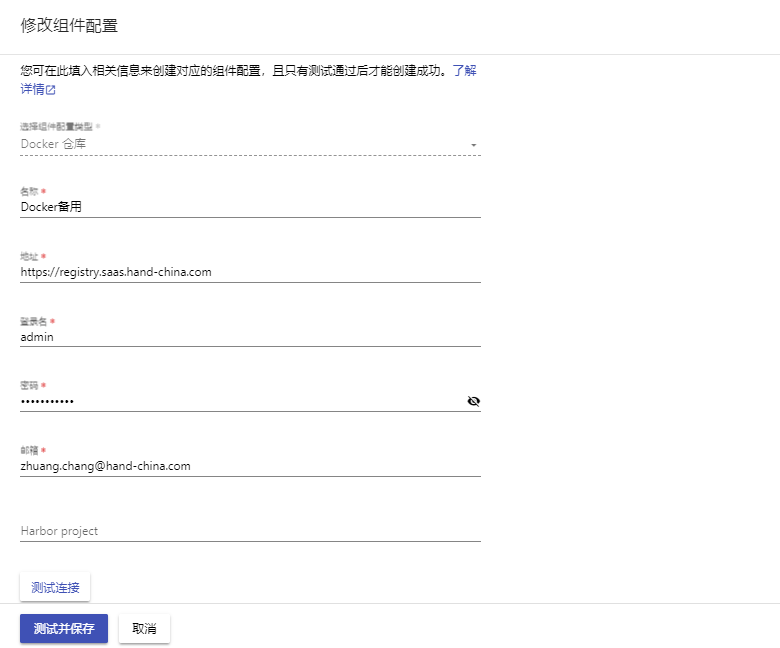 修改组件配置
您可在此填入相关信息来创建对应的组件配置，且只有测试通过后才能创建成功。了解
详情
选择组件配置类型 *
Docker 仓库
名称 *
Docker备用
地址 *
https://registry.saas.hand-china.com
登录名 *
admin
密码 *
•••••••••••
邮箱 *
zhuang.chang@hand-china.com
Harbor project
测试连接
测试并保存 取消